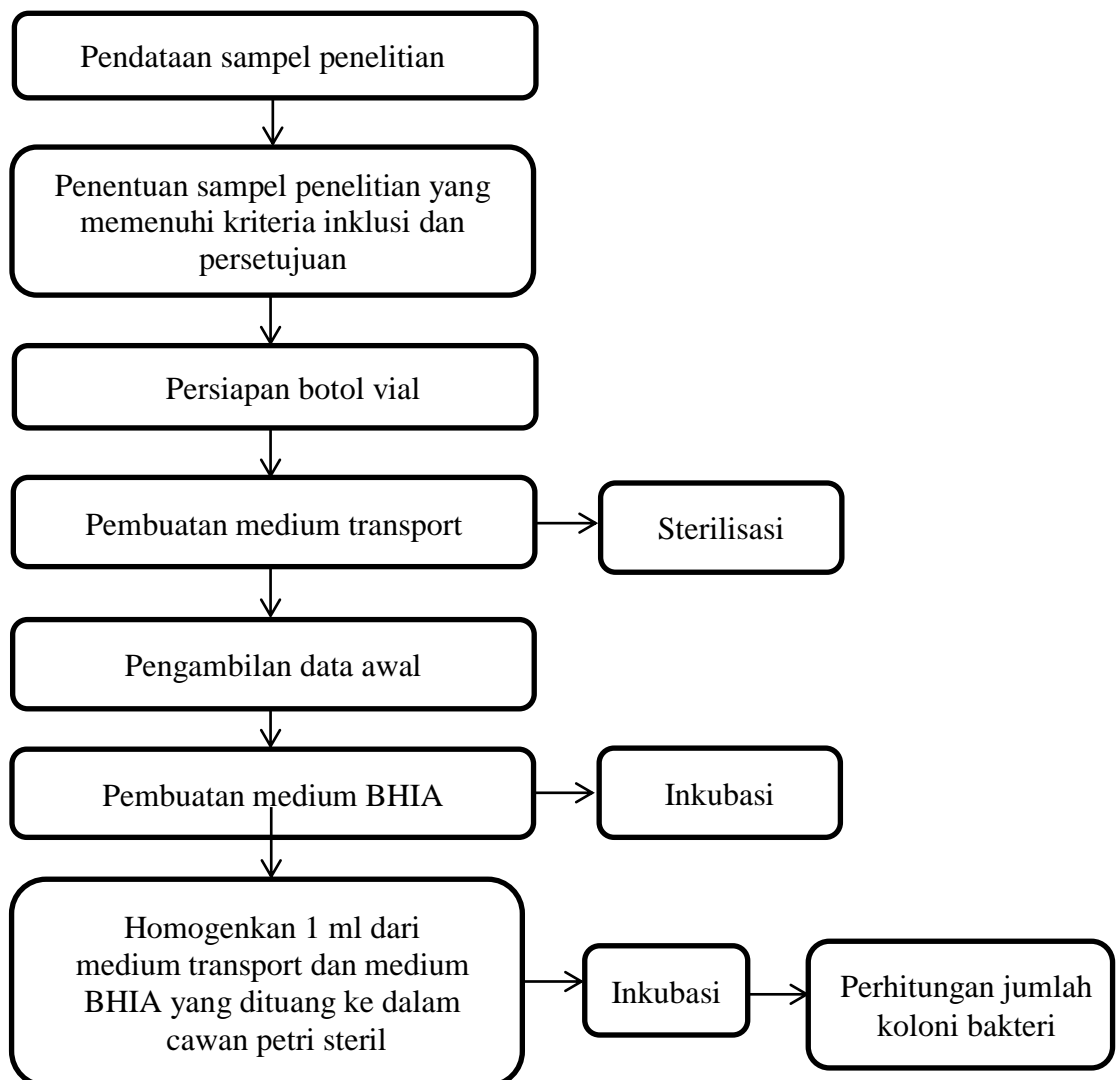 Pendataan sampel penelitian
Penentuan sampel penelitian yang
memenuhi kriteria inklusi dan
persetujuan
Persiapan botol vial
Pembuatan medium transport
Sterilisasi
Pengambilan data awal
Pembuatan medium BHIA
Inkubasi
Homogenkan 1 ml dari
medium transport dan medium
BHIA yang dituang ke dalam
cawan petri steril
Inkubasi
Perhitungan jumlah
koloni bakteri